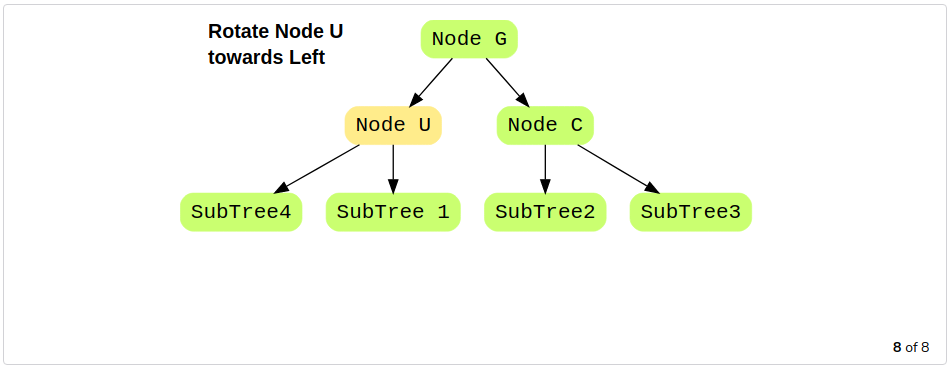 Rotate Node U
towards Left
Node G
Node U
Node C
SubTree4
SubTree 1
SubTree2
SubTree3
8 of 8